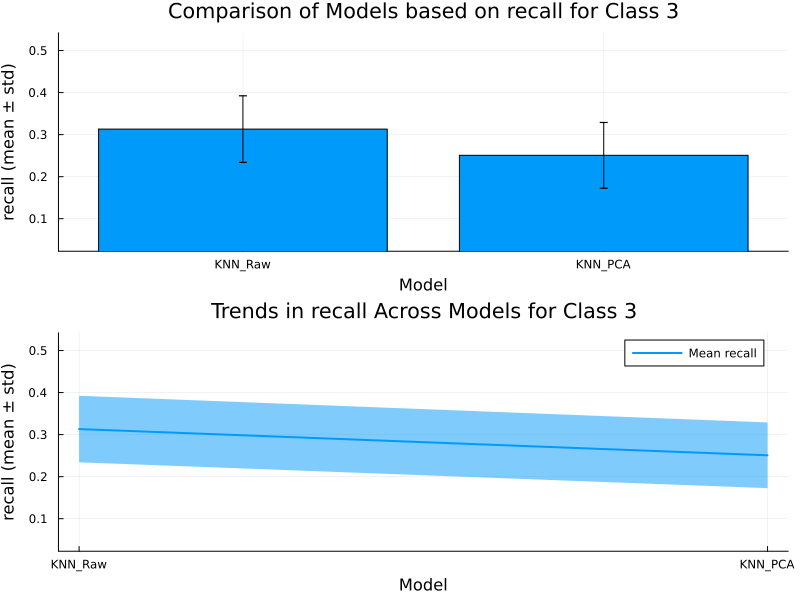 Comparison of Models based on recall for Class 3
recall (mean ± std)
0.5
0.4
0.3
0.2
0.1
KNN_Raw KNN_PCA
Model
Trends in recall Across Models for Class 3
recall (mean ± std)
0.5
0.4
0.3
0.2
0.1
Mean recall
KNN_Raw KNN_PCA
Model